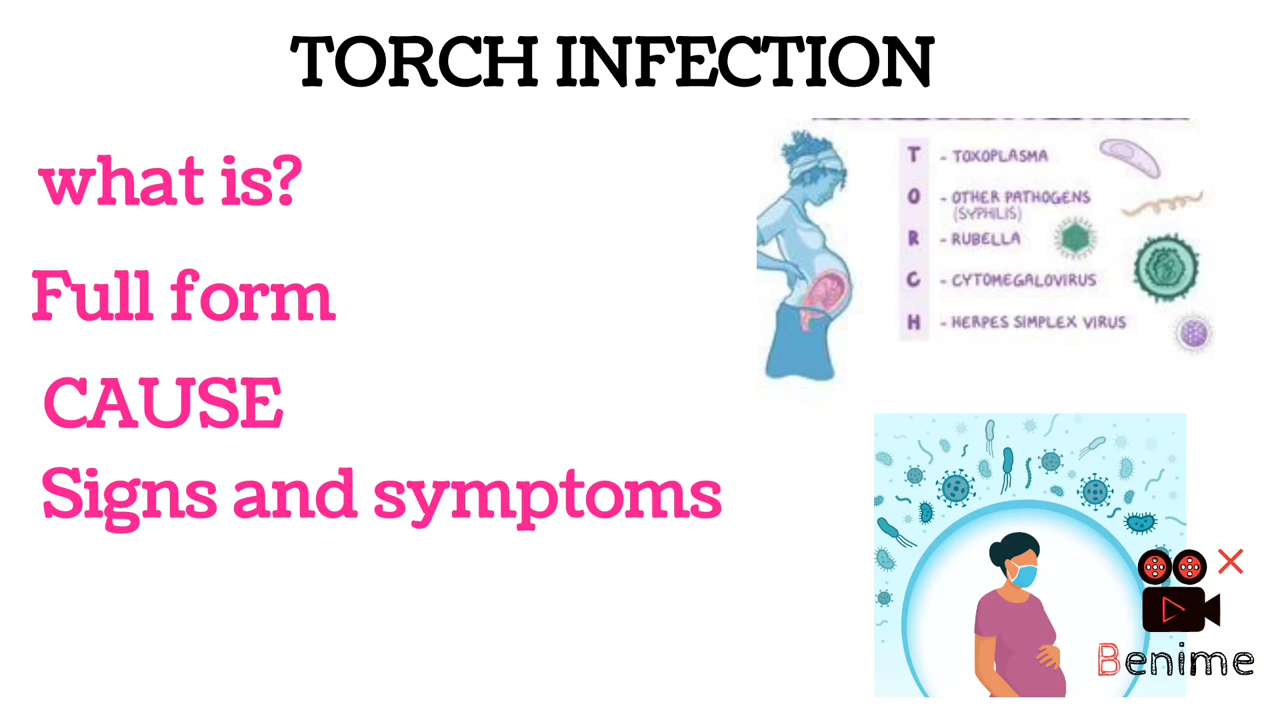 TORCH INFECTION
what is?
Full form
CAUSE
Signs and symptoms
T - TOXOPLASMA
O - OTHER PATHOGENS
(SYPHILIS)
R - RUBELLA
C - CYTOMEGALOVIRUS
H - HERPES SIMPLEX VIRUS
Benime